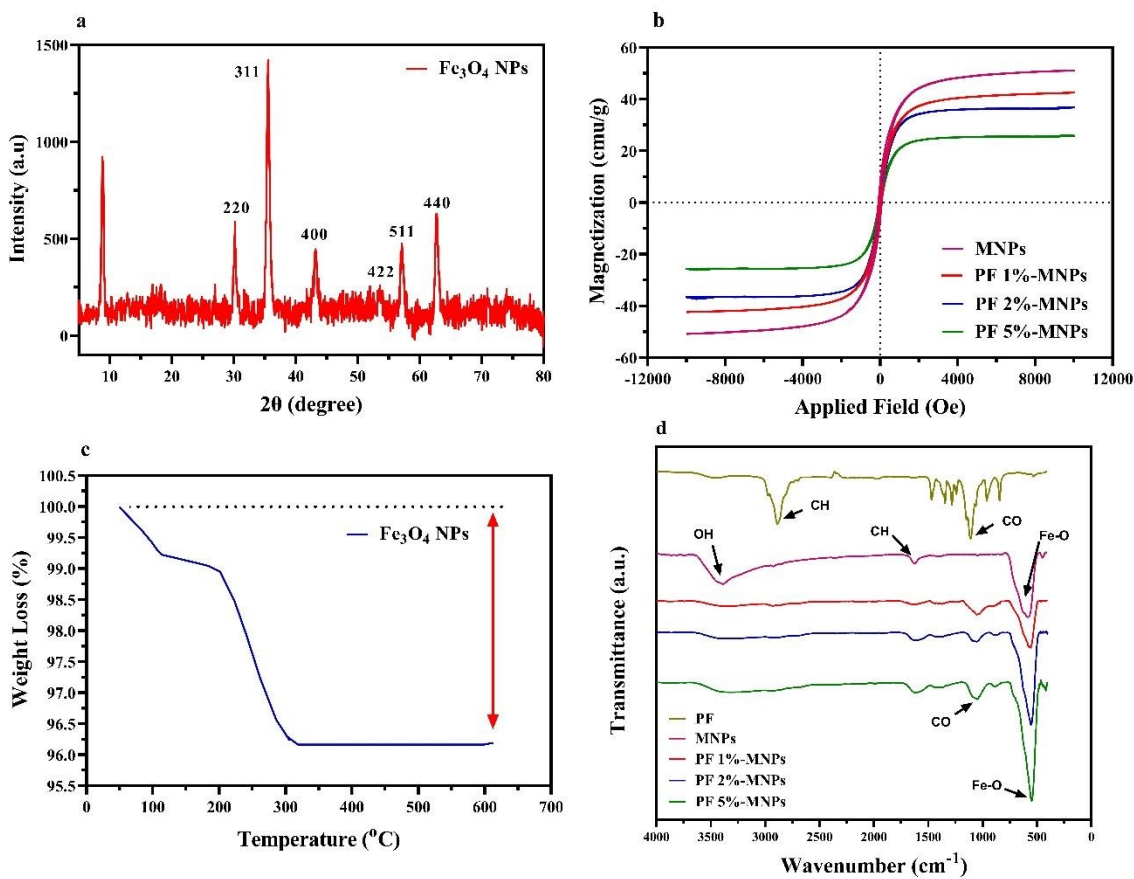 a
1500
1000
500
0
10 20 30 40 50 60 70 80
Intensity (a.u)
2θ (degree)
Fe₃O₄ NPs
311
220
400
422
511
440
b
60
40
20
0
-20
-40
-60
-12000 -8000 -4000 0 4000 8000 12000
Magnetization (emu/g)
Applied Field (Oe)
MNPs
PF 1%-MNPs
PF 2%-MNPs
PF 5%-MNPs
c
100.5
100.0
99.5
99.0
98.5
98.0
97.5
97.0
96.5
96.0
95.5
0 100 200 300 400 500 600 700
Weight Loss (%)
Temperature (°C)
Fe₃O₄ NPs
d
CH
CO
OH
CH
Fe-O
CO
Fe-O
PF
MNPs
PF 1%-MNPs
PF 2%-MNPs
PF 5%-MNPs
4000 3500 3000 2500 2000 1500 1000 500 0
Transmittance (a.u.)
Wavenumber (cm⁻¹)